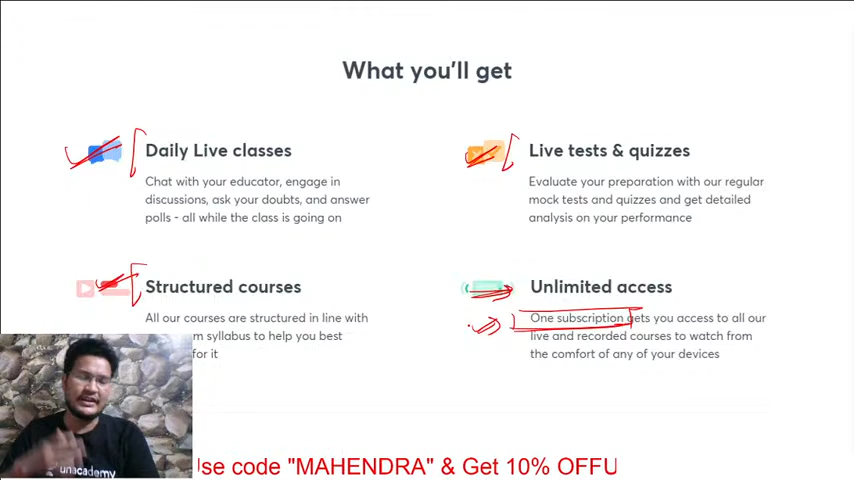 What you'll get
Daily Live classes
Chat with your educator, engage in
discussions, ask your doubts, and answer
polls - all while the class is going on
Live tests & quizzes
Evaluate your preparation with our regular
mock tests and quizzes and get detailed
analysis on your performance
Structured courses
All our courses are structured in line with
syllabus to help you best
for it
Unlimited access
One subscription gets you access to all our
live and recorded courses to watch from
the comfort of any of your devices
unacademy
Use code "MAHENDRA" & Get 10% OFFU